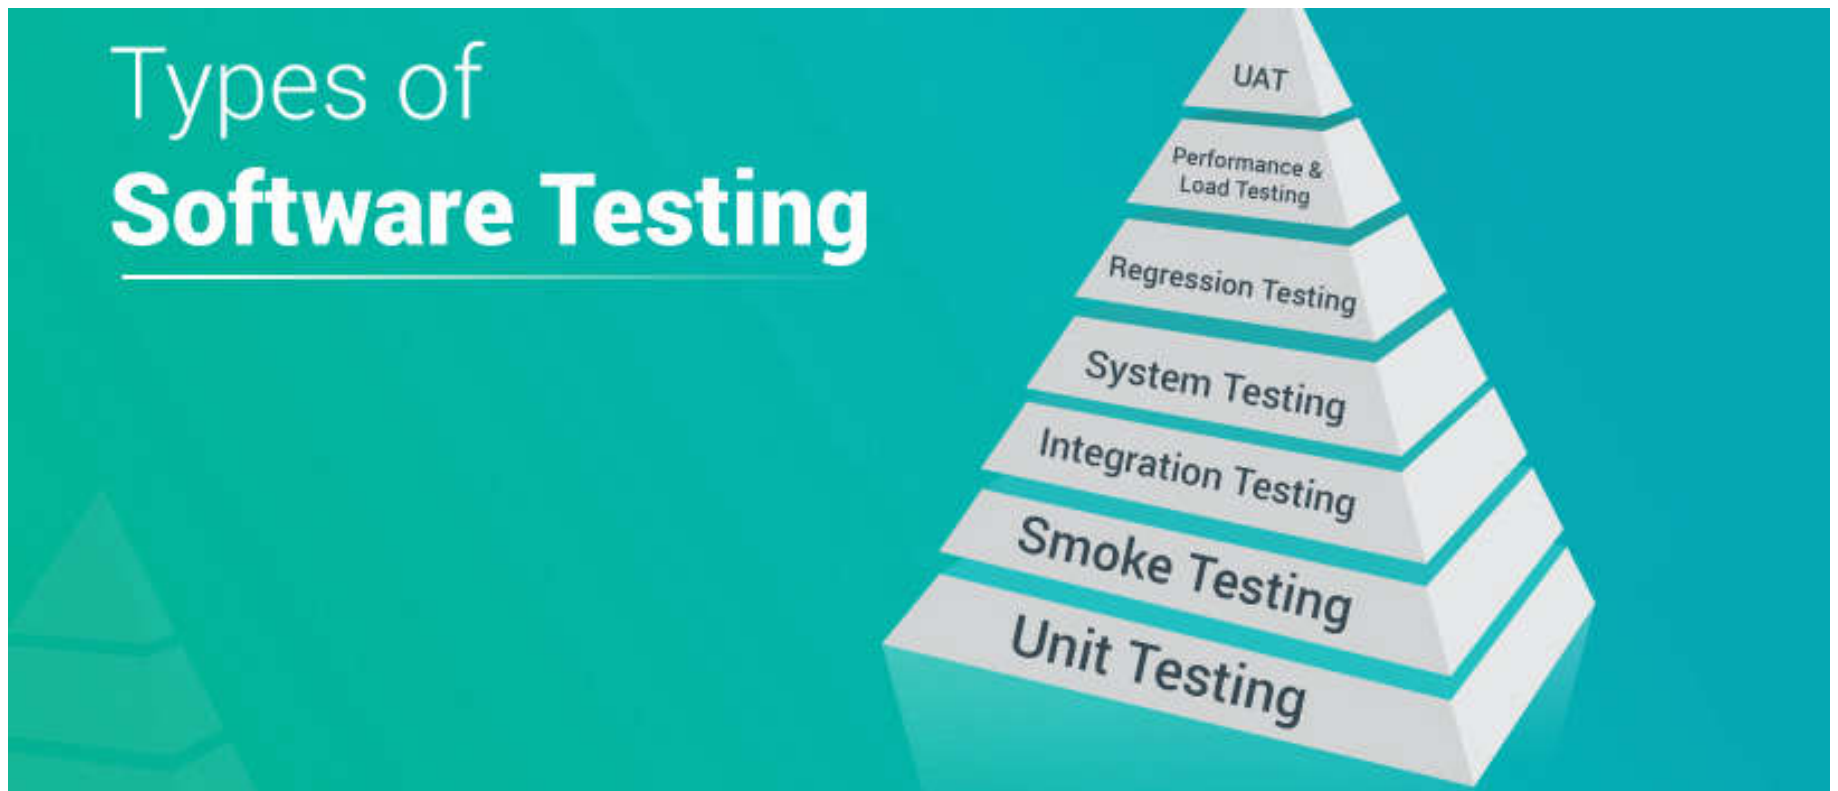 Types of
Software Testing
UAT
Performance &
Load Testing
Regression Testing
System Testing
Integration Testing
Smoke Testing
Unit Testing